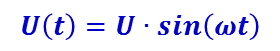 U(t) = U · sin(ωt)